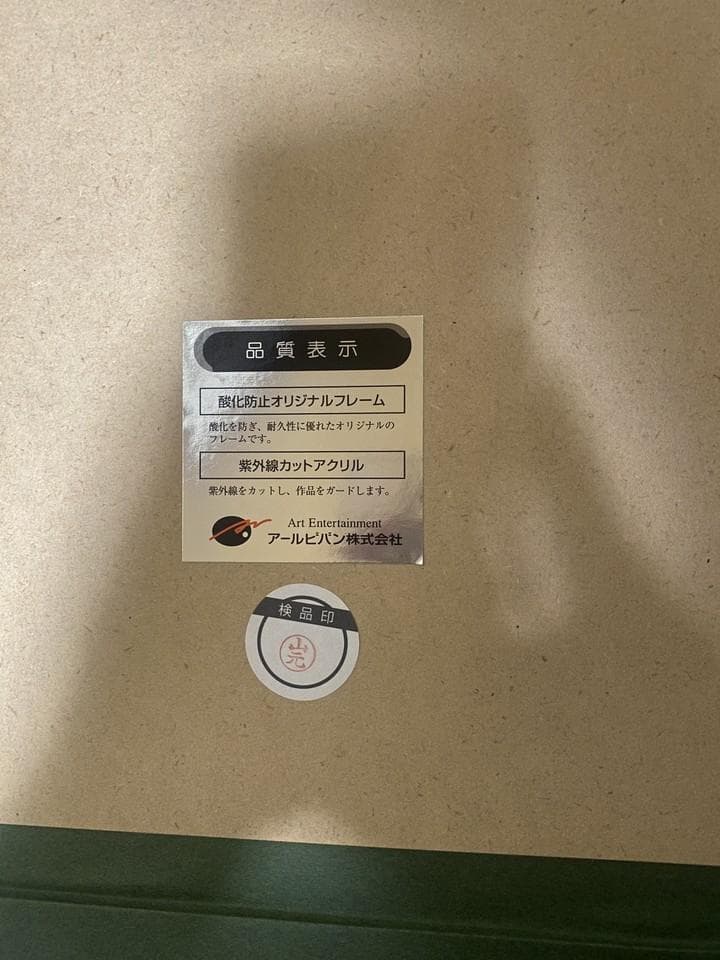 品質表示
酸化防止オリジナルフレーム
酸化を防ぎ、耐久性に優れたオリジナルの
フレームです。
紫外線カットアクリル
紫外線をカットし、作品をガードします。
Art Entertainment
アールビバン株式会社
検品印
山元